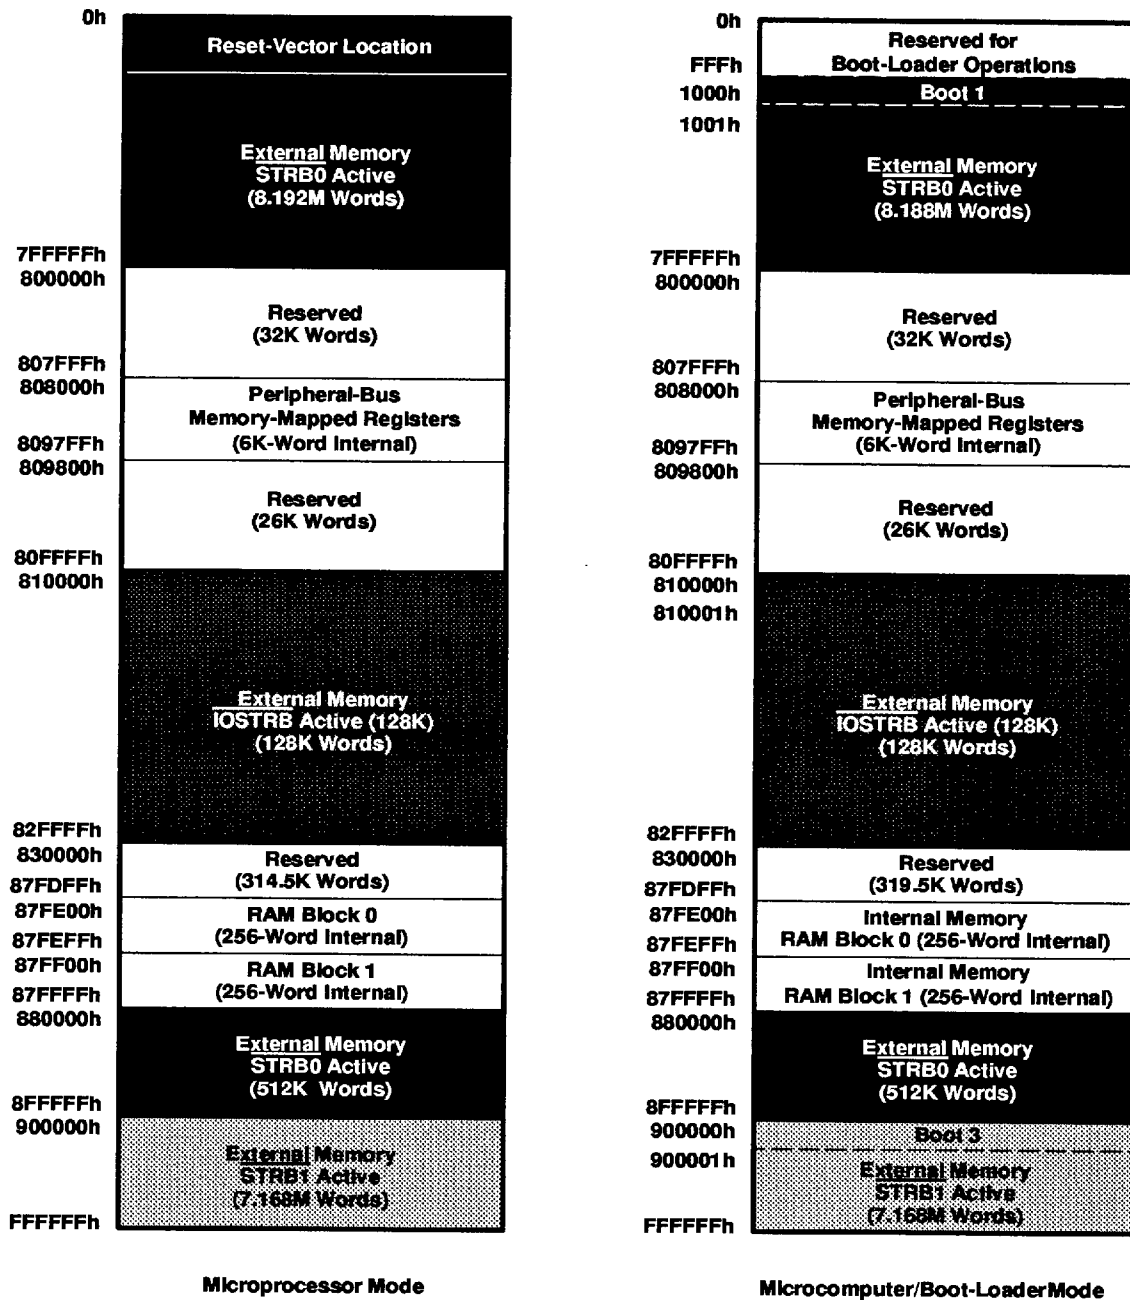 0h
Reset-Vector Location
External Memory
STRB0 Active
(8.192M Words)
7FFFFFh
800000h
Reserved
(32K Words)
807FFFh
808000h
Peripheral-Bus
Memory-Mapped Registers
(6K-Word Internal)
8097FFh
809800h
Reserved
(26K Words)
80FFFFh
810000h
External Memory
IOSTRB Active (128K)
(128K Words)
82FFFFh
830000h
Reserved
(314.5K Words)
87FDFFh
87FE00h
RAM Block 0
(256-Word Internal)
87FEFFh
87FF00h
RAM Block 1
(256-Word Internal)
87FFFFh
880000h
External Memory
STRB0 Active
(512K Words)
8FFFFFh
900000h
External Memory
STRB1 Active
(7.168M Words)
FFFFFFh
Microprocessor Mode
0h
Reserved for
Boot-Loader Operations
FFFh
1000h
Boot 1
1001h
External Memory
STRB0 Active
(8.188M Words)
7FFFFFh
800000h
Reserved
(32K Words)
807FFFh
808000h
Peripheral-Bus
Memory-Mapped Registers
(6K-Word Internal)
8097FFh
809800h
Reserved
(26K Words)
80FFFFh
810000h
810001h
External Memory
IOSTRB Active (128K)
(128K Words)
82FFFFh
830000h
Reserved
(319.5K Words)
87FDFFh
87FE00h
Internal Memory
RAM Block 0 (256-Word Internal)
87FEFFh
87FF00h
Internal Memory
RAM Block 1 (256-Word Internal)
87FFFFh
880000h
External Memory
STRB0 Active
(512K Words)
8FFFFFh
900000h
Boot 3
900001h
External Memory
STRB1 Active
(7.168M Words)
FFFFFFh
Microcomputer/Boot-LoaderMode